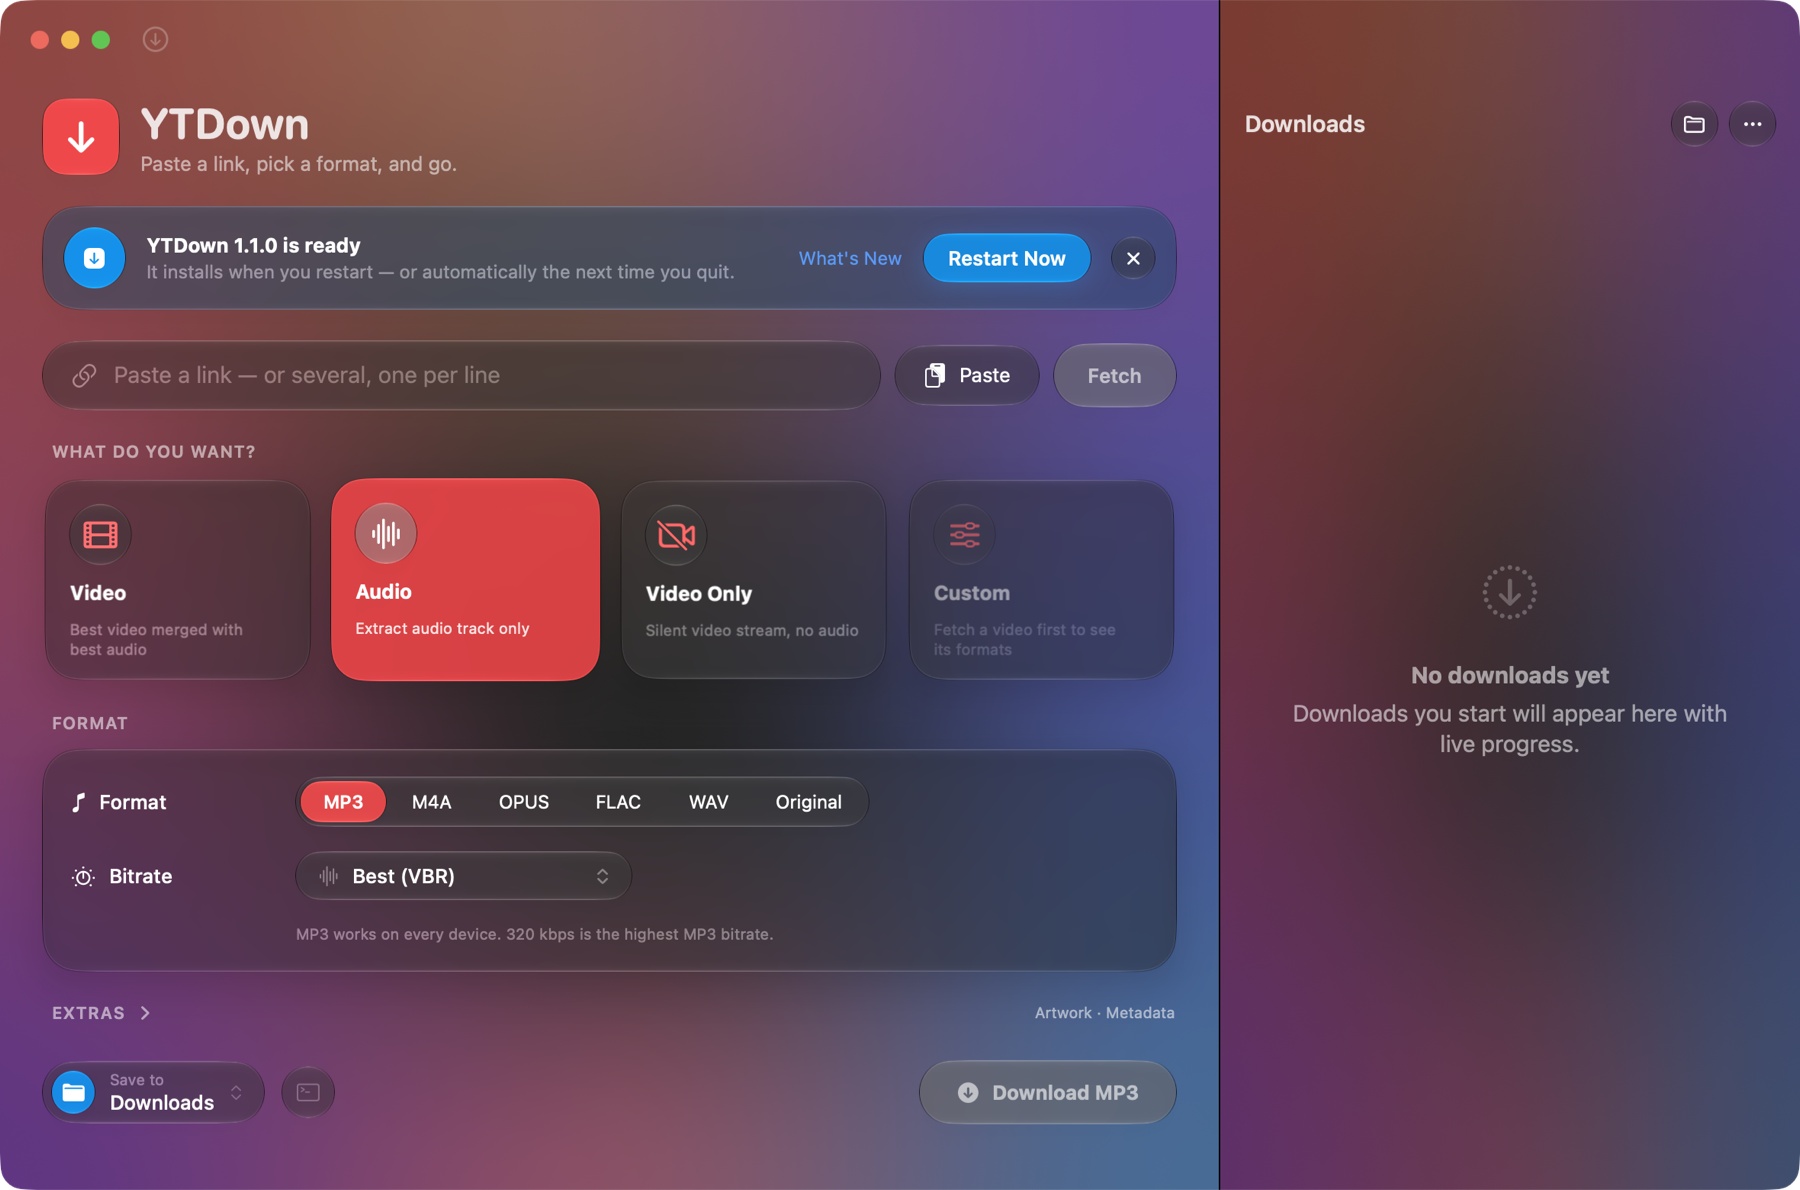 YTDown
Paste a link, pick a format, and go.
YTDown 1.1.0 is ready
It installs when you restart — or automatically the next time you quit.
What's New
Restart Now
Paste a link — or several, one per line
Paste
Fetch
WHAT DO YOU WANT?
Video
Best video merged with
best audio
Audio
Extract audio track only
Video Only
Silent video stream, no audio
Custom
Fetch a video first to see
its formats
FORMAT
Format
MP3
M4A
OPUS
FLAC
WAV
Original
Bitrate
Best (VBR)
MP3 works on every device. 320 kbps is the highest MP3 bitrate.
EXTRAS
Artwork · Metadata
Save to
Downloads
Download MP3
Downloads
No downloads yet
Downloads you start will appear here with
live progress.